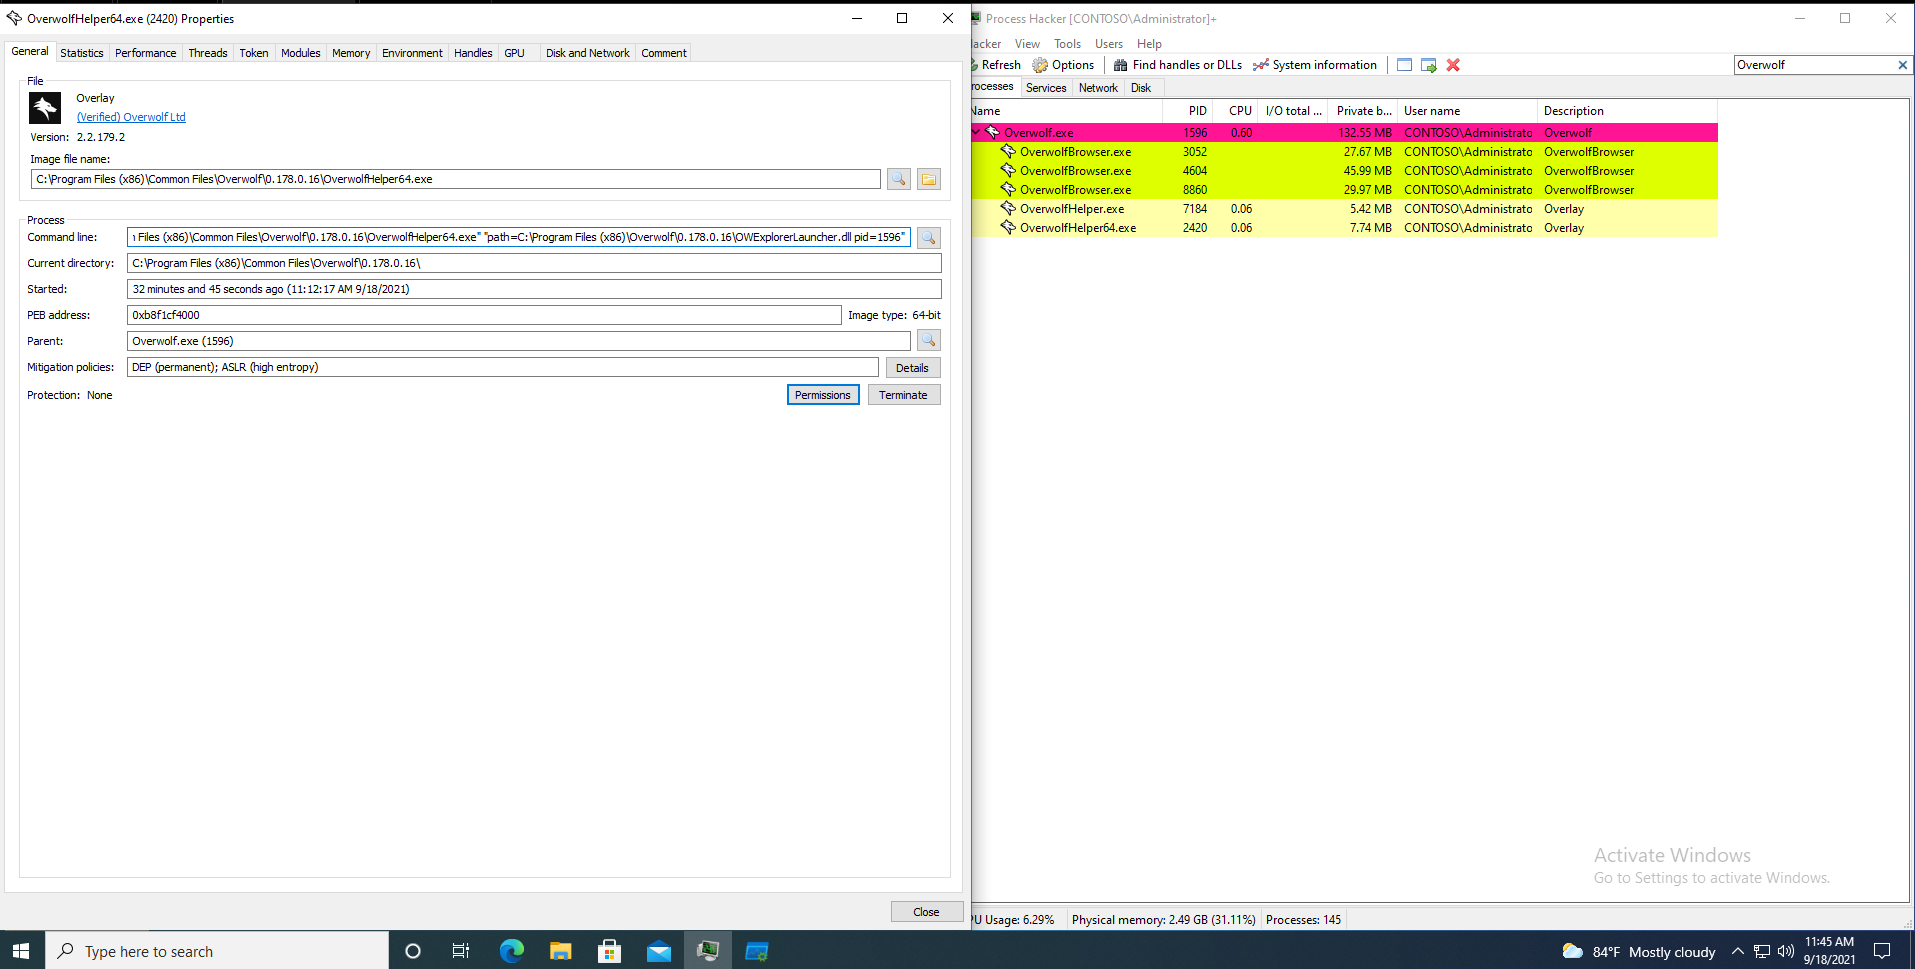 OverwolfHelper64.exe (2420) Properties
General Statistics Performance Threads Token Modules Memory Environment Handles GPU Disk and Network Comment
File
Overlay
(Verified) Overwolf Ltd
Version: 2.2.179.2
Image file name:
C:\Program Files (x86)\Common Files\Overwolf\0.178.0.16\OverwolfHelper64.exe
Process
Command line: Files (x86)\Common Files\Overwolf\0.178.0.16\OverwolfHelper64.exe" "path=C:\Program Files (x86)\Overwolf\0.178.0.16\OWExplorerLauncher.dll pid=1596"
Current directory: C:\Program Files (x86)\Common Files\Overwolf\0.178.0.16\
Started: 32 minutes and 45 seconds ago (11:12:17 AM 9/18/2021)
PEB address: 0xb8f1cf4000 Image type: 64-bit
Parent: Overwolf.exe (1596)
Mitigation policies: DEP (permanent); ASLR (high entropy) Details
Protection: None Permissions Terminate
Close
Process Hacker [CONTOSO\Administrator]+
acker View Tools Users Help
Refresh Options Find handles or DLLs System information Overwolf
rocesses Services Network Disk
Name PID CPU I/O total ... Private b... User name Description
Overwolf.exe 1596 0.60 132.55 MB CONTOSO\Administrato Overwolf
OverwolfBrowser.exe 3052 27.67 MB CONTOSO\Administrato OverwolfBrowser
OverwolfBrowser.exe 4604 45.99 MB CONTOSO\Administrato OverwolfBrowser
OverwolfBrowser.exe 8860 29.97 MB CONTOSO\Administrato OverwolfBrowser
OverwolfHelper.exe 7184 0.06 5.42 MB CONTOSO\Administrato Overlay
OverwolfHelper64.exe 2420 0.06 7.74 MB CONTOSO\Administrato Overlay
Activate Windows
Go to Settings to activate Windows.
PU Usage: 6.29% Physical memory: 2.49 GB (31.11%) Processes: 145
Type here to search
84°F Mostly cloudy
11:45 AM
9/18/2021